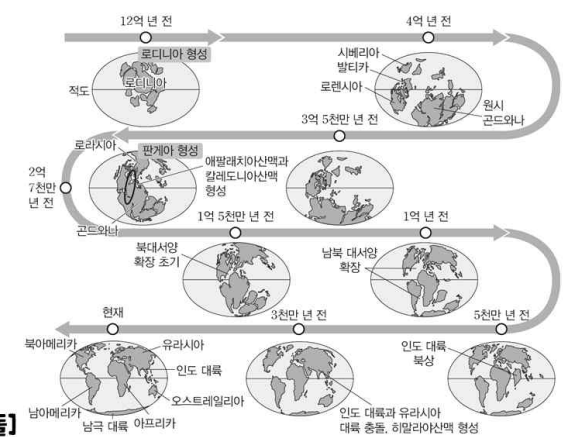 12억 년 전
4억 년 전
로디니아 형성
로디니아
적도
시베리아
발티카
로렌시아
원시
곤드와나
3억 5천만 년 전
로라시아
판게아 형성
애팔래치아산맥과
칼레도니아산맥
형성
2억
7천만
년 전
곤드와나
1억 5천만 년 전
1억 년 전
북대서양
확장 초기
남북 대서양
확장
현재
3천만 년 전
5천만 년 전
북아메리카
유라시아
인도 대륙
오스트레일리아
남아메리카
남극 대륙
아프리카
인도 대륙
북상
인도 대륙과 유라시아
대륙 충돌, 히말라야산맥 형성